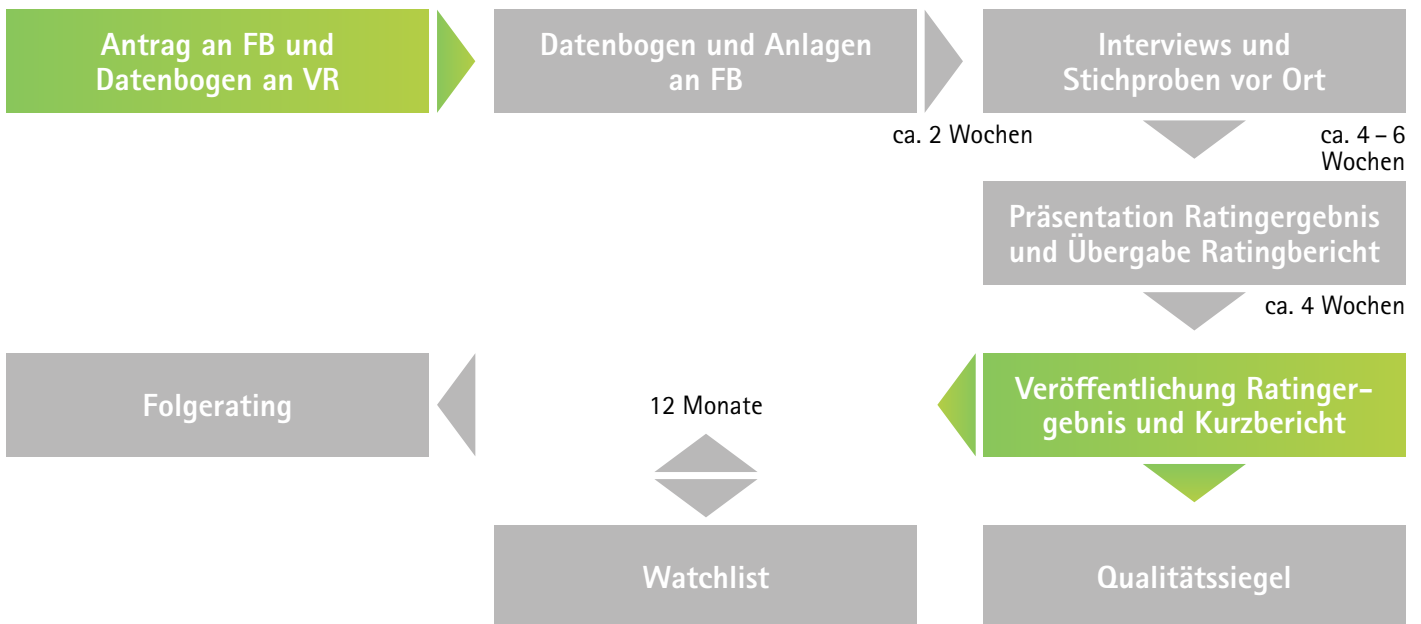 Antrag an FB und
Datenbogen an VR
Datenbogen und Anlagen
an FB
Interviews und
Stichproben vor Ort
ca. 2 Wochen
ca. 4 – 6
Wochen
Präsentation Ratingergebnis
und Übergabe Ratingbericht
ca. 4 Wochen
Folgerating
12 Monate
Veröffentlichung Ratinger-
gebnis und Kurzbericht
Watchlist
Qualitätssiegel